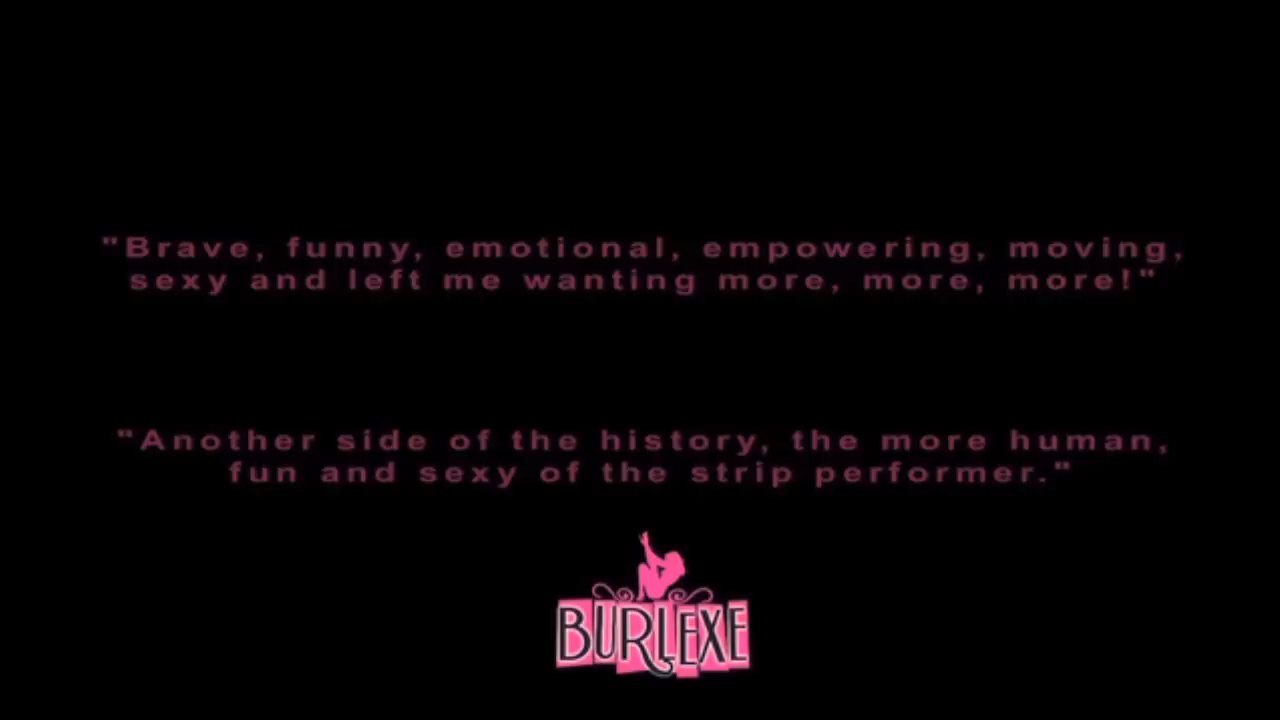 "Brave, funny, emotional, empowering, moving,
sexy and left me wanting more, more, more!"
"Another side of the history, the more human,
fun and sexy of the strip performer."
BURLEXE